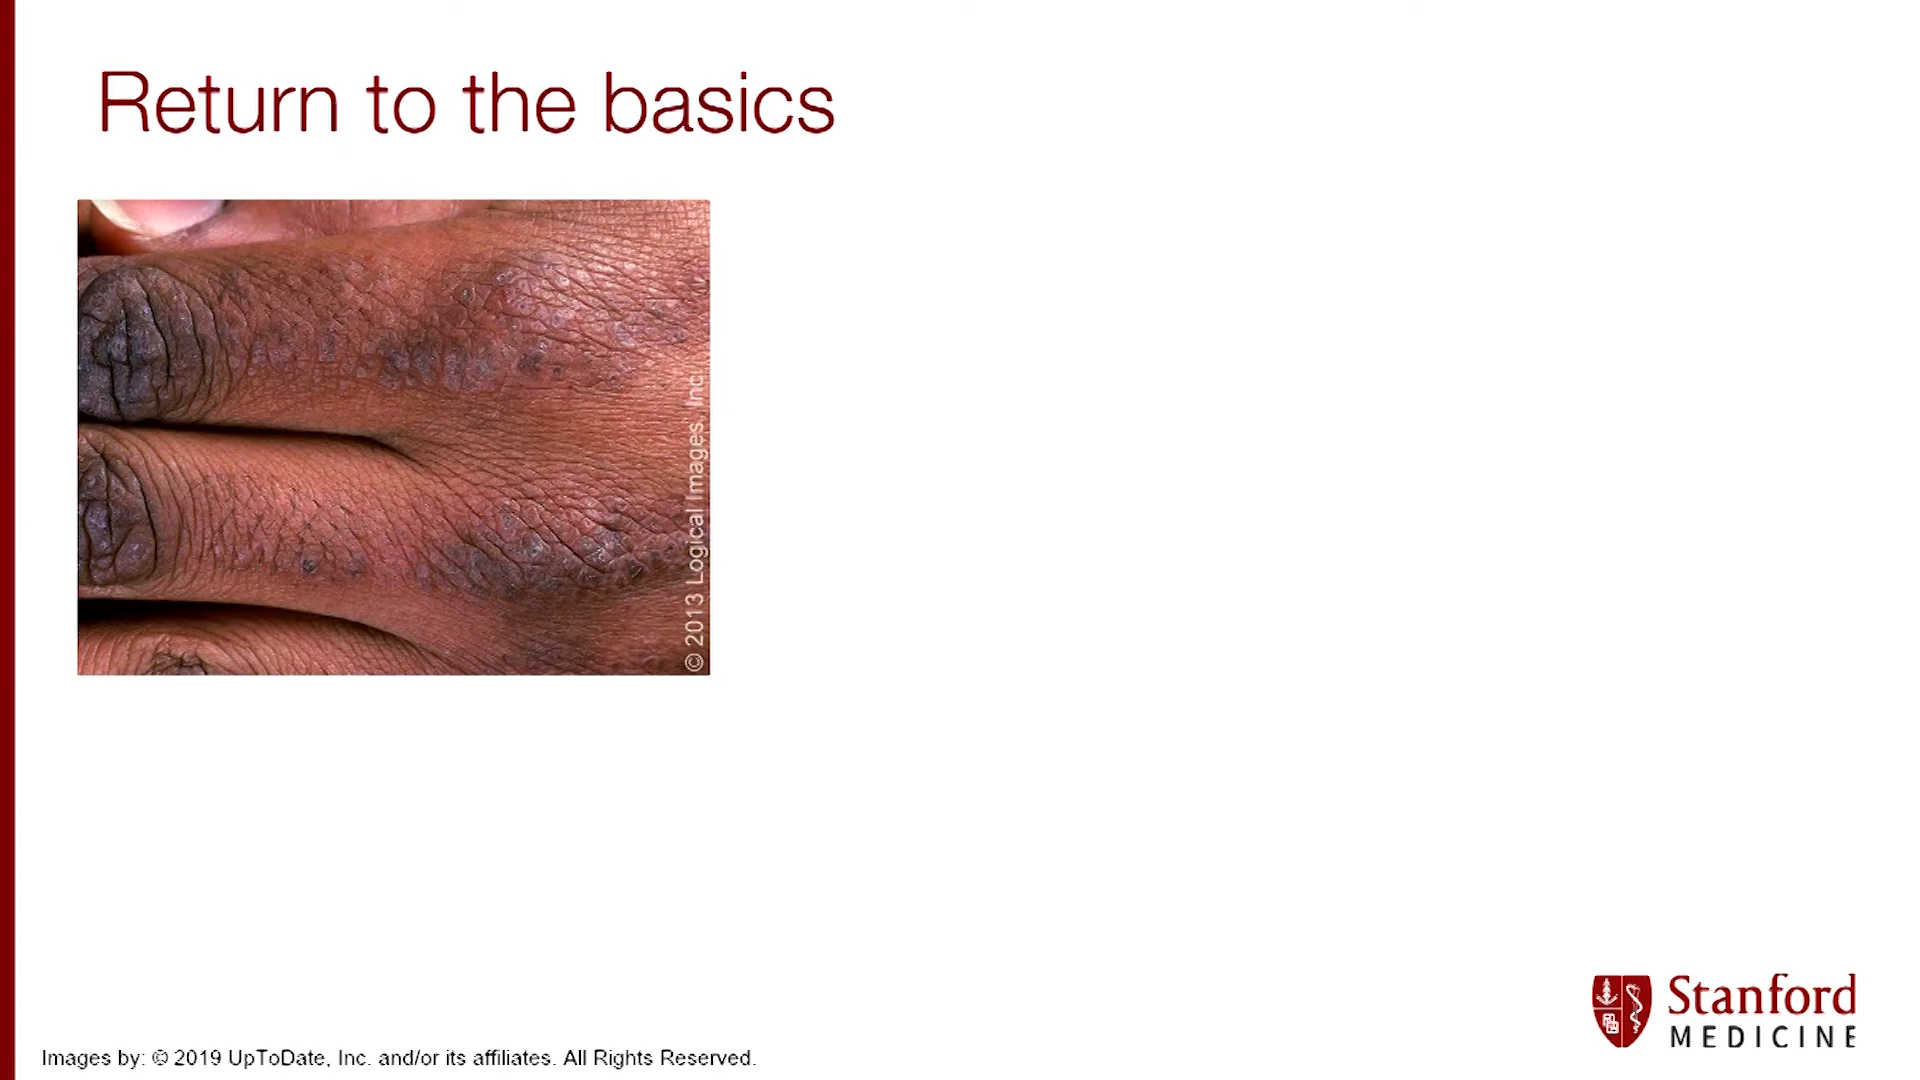 Return to the basics
© 2013 Logical Images, Inc.
Stanford
MEDICINE
Images by: © 2019 UpToDate, Inc. and/or its affiliates. All Rights Reserved.